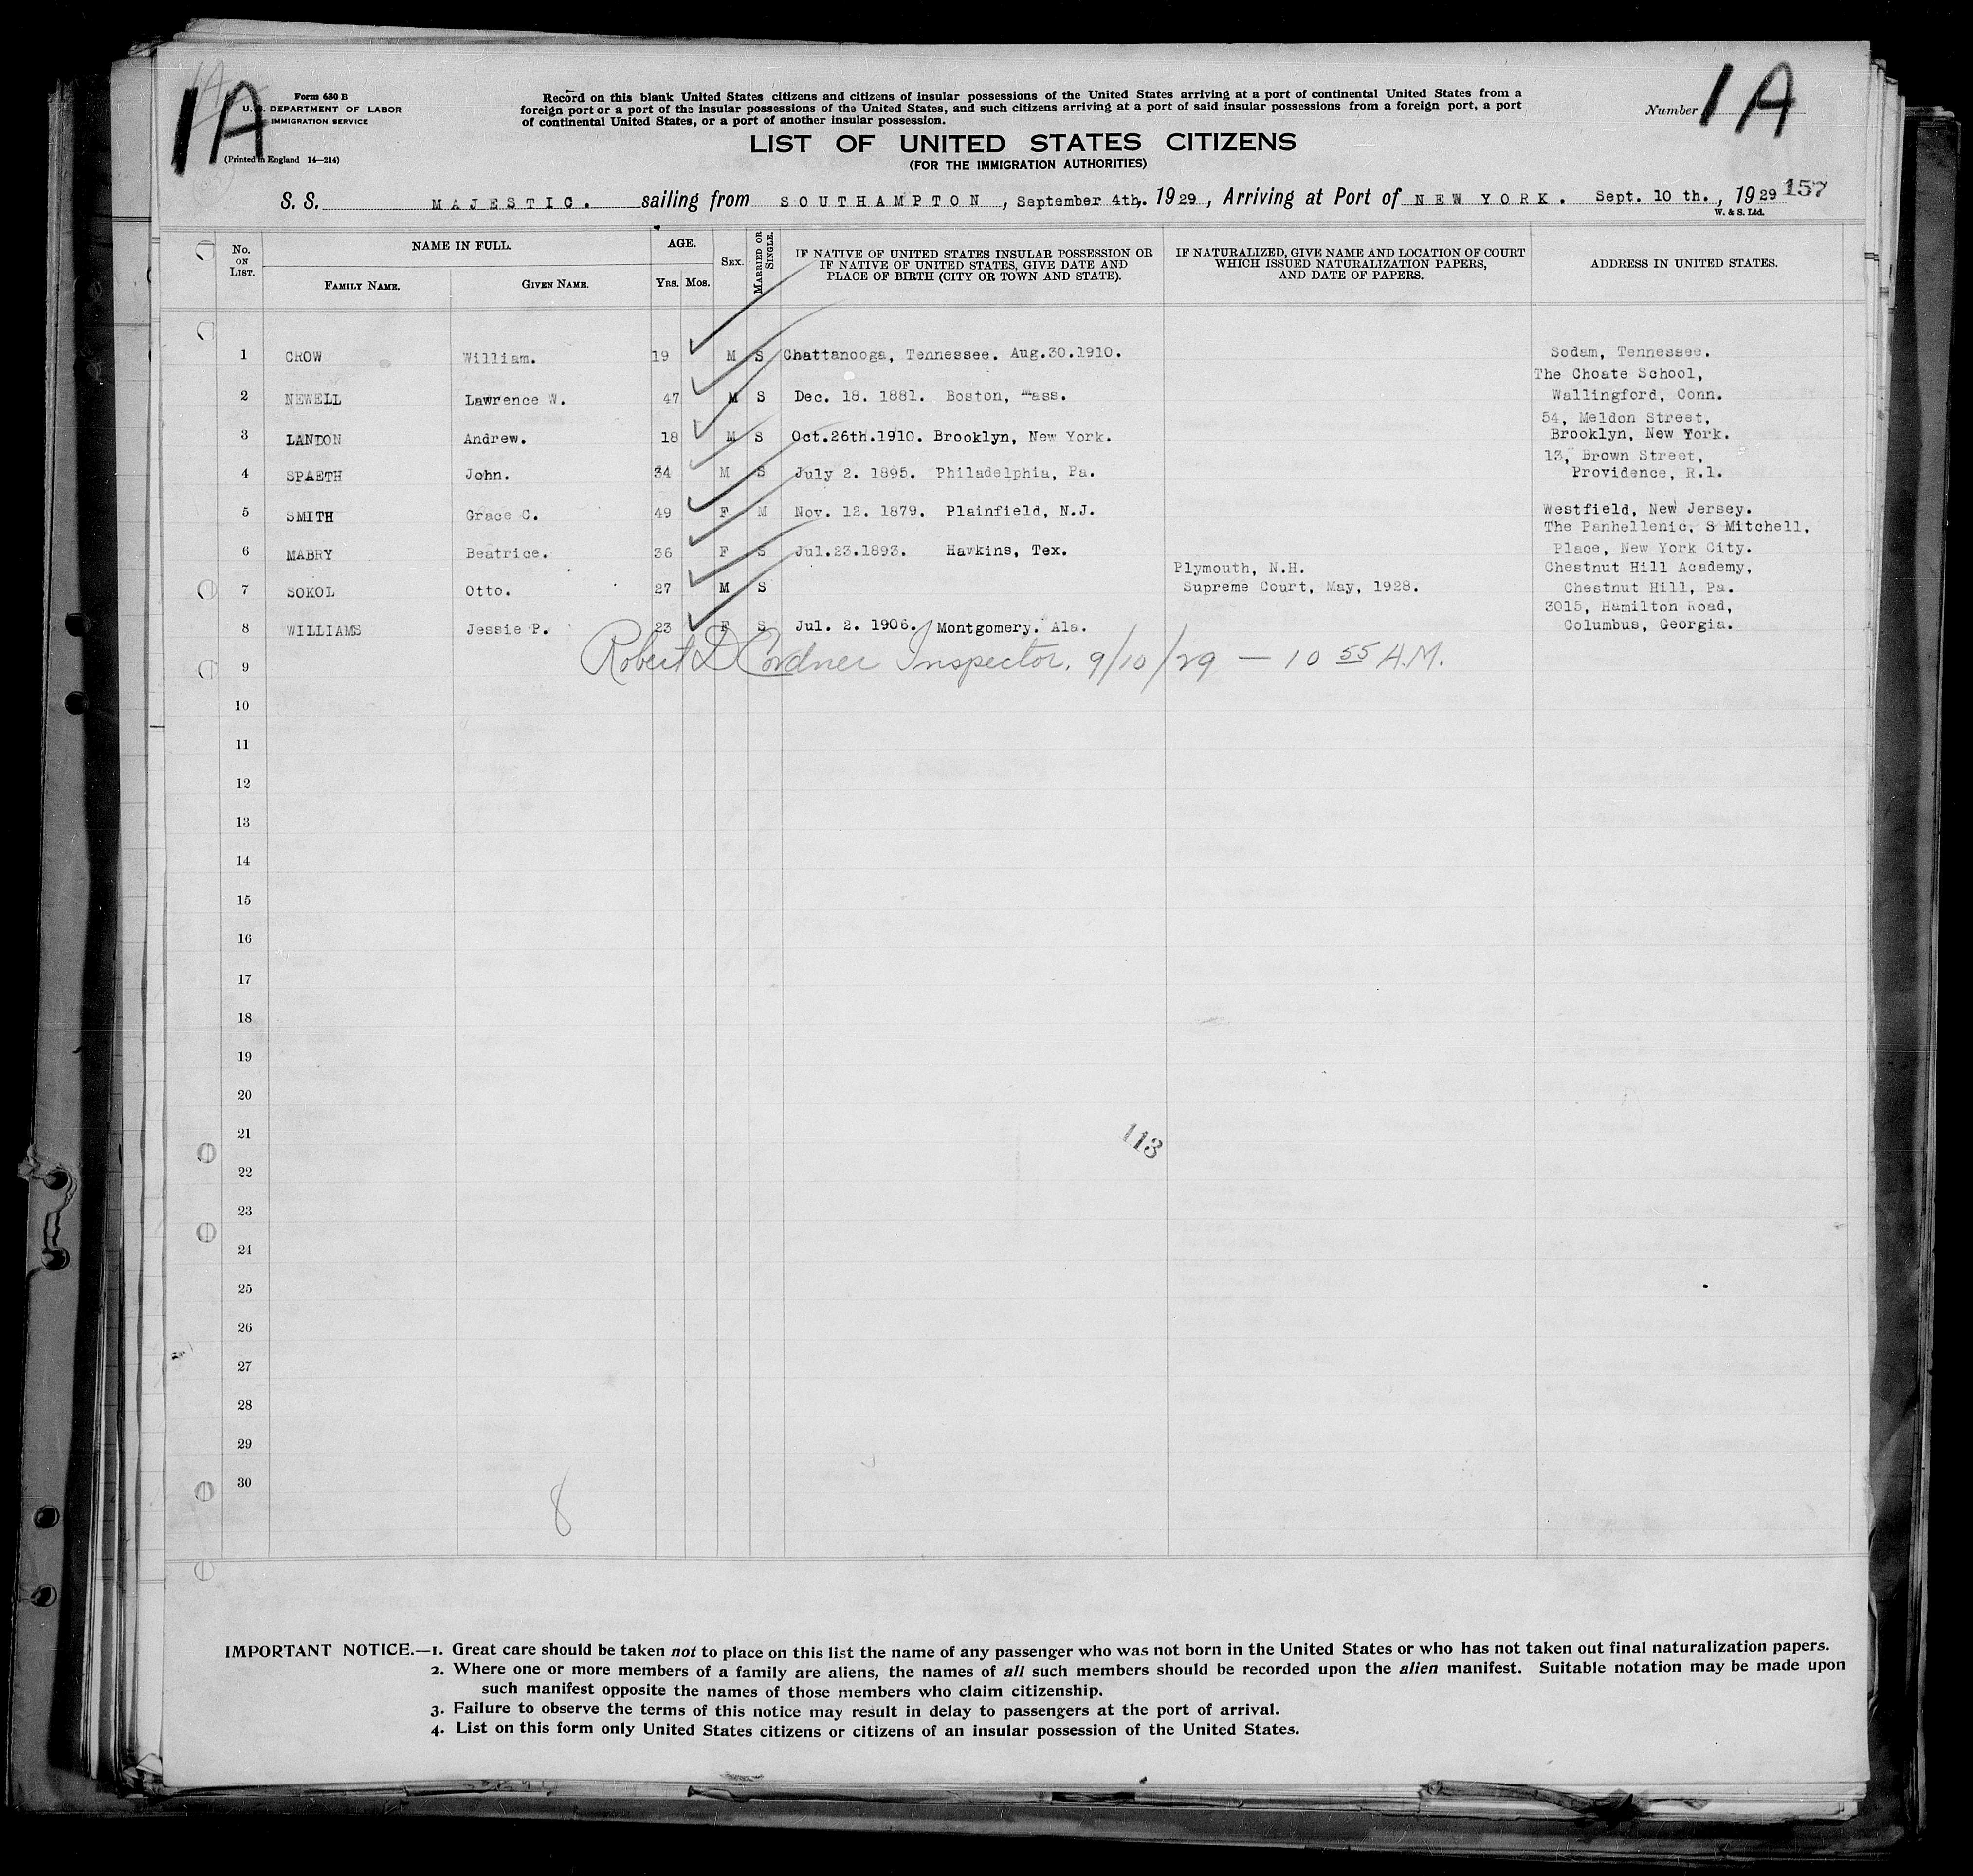 1A
Form 630 B
U. S. DEPARTMENT OF LABOR
IMMIGRATION SERVICE
(Printed in England 14—214)
Record on this blank United States citizens and citizens of insular possessions of the United States arriving at a port of continental United States from a
foreign port or a port of the insular possessions of the United States, and such citizens arriving at a port of said insular possessions from a foreign port, a port
of continental United States, or a port of another insular possession.
Number 1A
LIST OF UNITED STATES CITIZENS
(FOR THE IMMIGRATION AUTHORITIES)
S. S. MAJESTIC. sailing from SOUTHAMPTON, September 4th, 1929, Arriving at Port of NEW YORK. Sept. 10 th., 1929 157
W. & S. Ltd.
No. ON LIST. NAME IN FULL. AGE. SEX. MARRIED OR SINGLE. IF NATIVE OF UNITED STATES INSULAR POSSESSION OR IF NATIVE OF UNITED STATES, GIVE DATE AND PLACE OF BIRTH (CITY OR TOWN AND STATE). IF NATURALIZED, GIVE NAME AND LOCATION OF COURT WHICH ISSUED NATURALIZATION PAPERS, AND DATE OF PAPERS. ADDRESS IN UNITED STATES.
FAMILY NAME. GIVEN NAME. YRS. MOS.
1 CROW William. 19 M S Chattanooga, Tennessee. Aug.30.1910. Sodam, Tennessee.
The Choate School,
2 NEWELL Lawrence W. 47 M S Dec. 18. 1881. Boston, Mass. Wallingford, Conn.
54, Meldon Street,
3 LANDON Andrew. 18 M S Oct.26th.1910. Brooklyn, New York. Brooklyn, New York.
13, Brown Street,
4 SPAETH John. 34 M S July 2. 1895. Philadelphia, Pa. Providence, R.I.
5 SMITH Grace C. 49 F M Nov. 12. 1879. Plainfield, N.J. Westfield, New Jersey.
The Panhellenic, S Mitchell,
6 MABRY Beatrice. 36 F S Jul.23.1893. Hawkins, Tex. Place, New York City.
Plymouth, N.H. Chestnut Hill Academy,
7 SOKOL Otto. 27 M S Supreme Court, May, 1928. Chestnut Hill, Pa.
3015, Hamilton Road,
8 WILLIAMS Jessie P. 23 F S Jul. 2. 1906. Montgomery. Ala. Columbus, Georgia.
Robert D Cordner Inspector, 9/10/29 — 10 55 A.M.
9
10
11
12
13
14
15
16
17
18
19
20
21
113
22
23
24
25
26
27
28
29
30
8
IMPORTANT NOTICE.—1. Great care should be taken not to place on this list the name of any passenger who was not born in the United States or who has not taken out final naturalization papers.
2. Where one or more members of a family are aliens, the names of all such members should be recorded upon the alien manifest. Suitable notation may be made upon
such manifest opposite the names of those members who claim citizenship.
3. Failure to observe the terms of this notice may result in delay to passengers at the port of arrival.
4. List on this form only United States citizens or citizens of an insular possession of the United States.